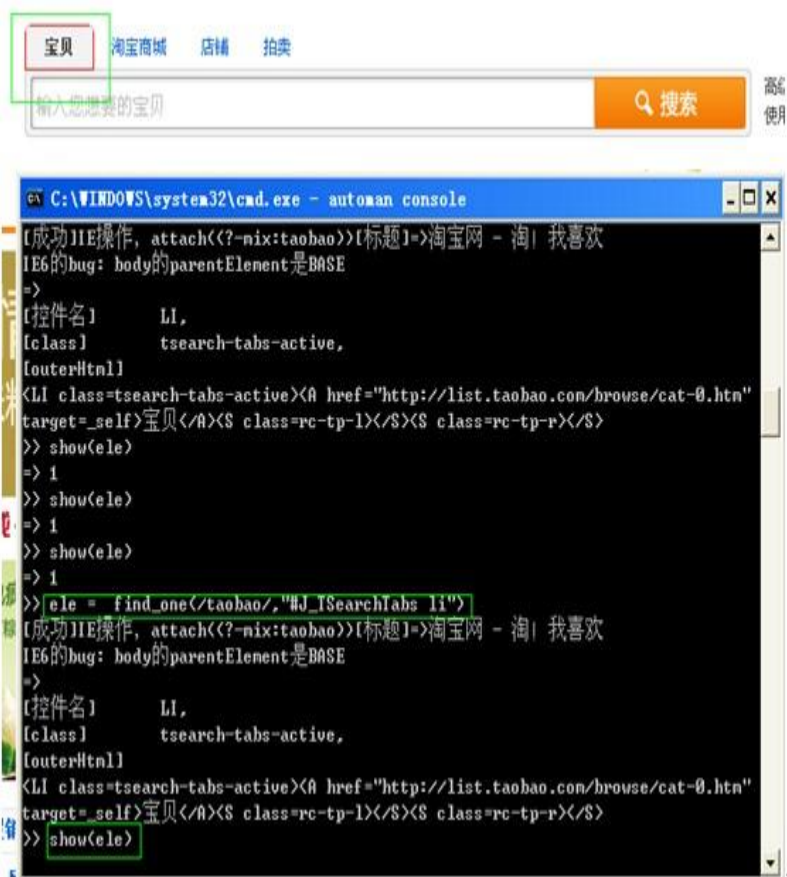 宝贝 淘宝商城 店铺 拍卖
输入您想要的宝贝
搜索
高级
使用
C:\WINDOWS\system32\cmd.exe - automan console
[成功]IE操作, attach((?-mix:taobao))[标题]=>淘宝网 - 淘! 我喜欢
IE6的bug: body的parentElement是BASE
=>
[控件名] LI,
[class] tsearch-tabs-active,
[outerHtml]
<LI class=tsearch-tabs-active><A href="http://list.taobao.com/browse/cat-0.htm"
target=_self>宝贝</A><S class=rc-tp-l></S><S class=rc-tp-r></S>
>> show(ele)
=> 1
>> show(ele)
=> 1
>> show(ele)
=> 1
>> ele = find_one(/taobao/,"#J_TSearchTabs li")
[成功]IE操作, attach((?-mix:taobao))[标题]=>淘宝网 - 淘! 我喜欢
IE6的bug: body的parentElement是BASE
=>
[控件名] LI,
[class] tsearch-tabs-active,
[outerHtml]
<LI class=tsearch-tabs-active><A href="http://list.taobao.com/browse/cat-0.htm"
target=_self>宝贝</A><S class=rc-tp-l></S><S class=rc-tp-r></S>
>> show(ele)